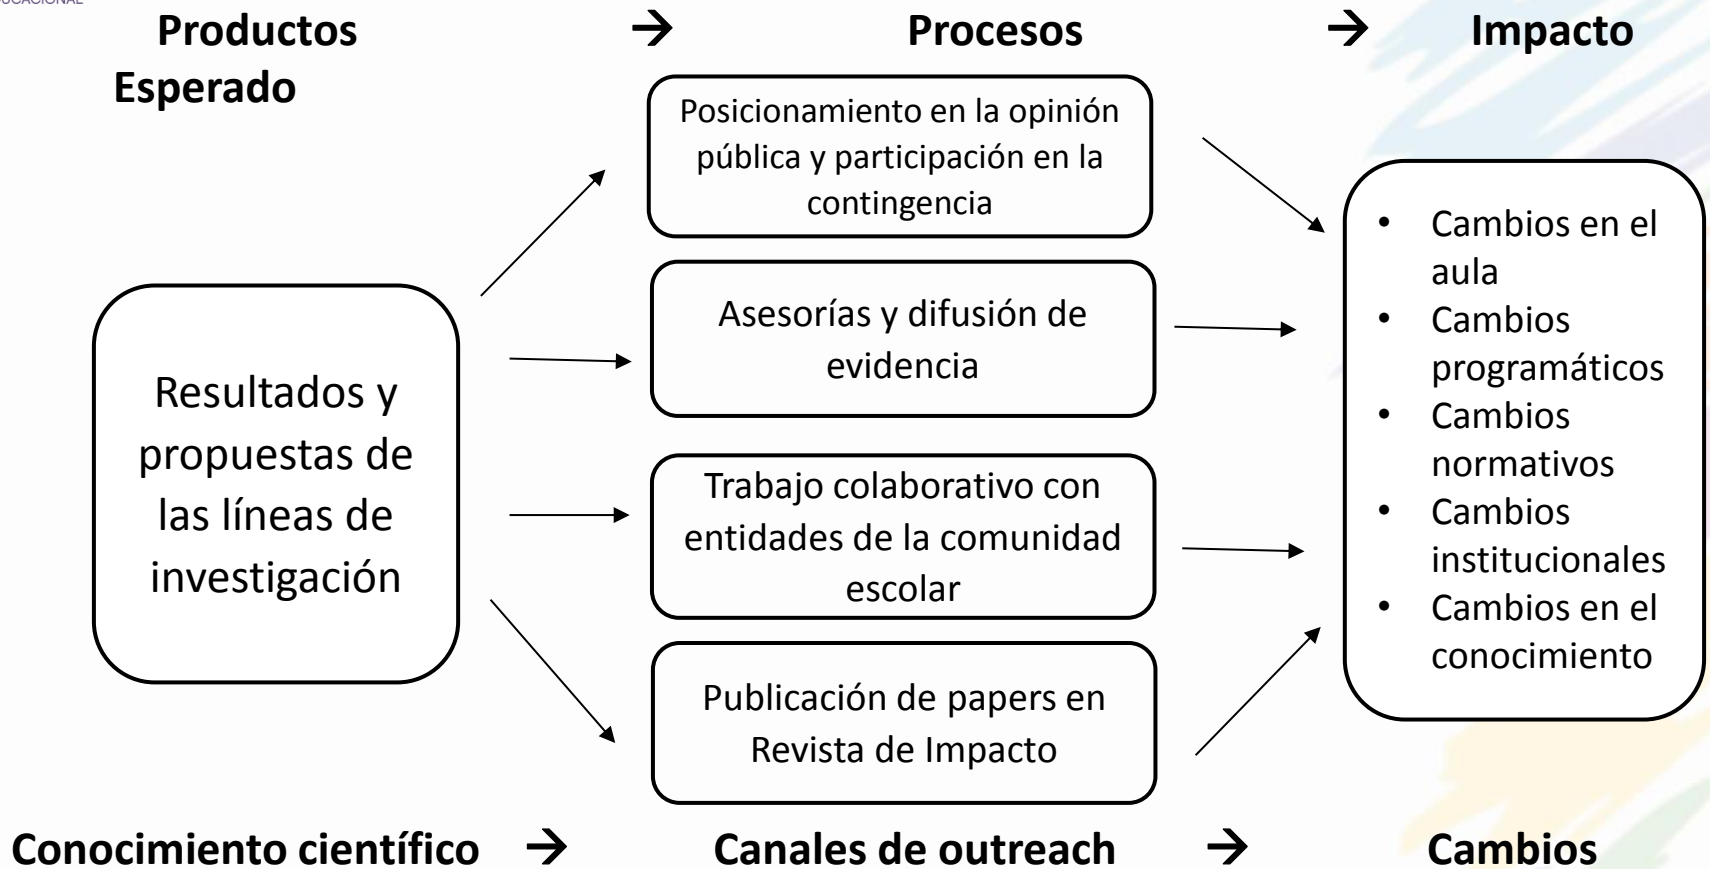 Productos → Procesos → Impacto
Esperado
Resultados y
propuestas de
las líneas de
investigación
Posicionamiento en la opinión
pública y participación en la
contingencia
Asesorías y difusión de
evidencia
Trabajo colaborativo con
entidades de la comunidad
escolar
Publicación de papers en
Revista de Impacto
• Cambios en el
aula
• Cambios
programáticos
• Cambios
normativos
• Cambios
institucionales
• Cambios en el
conocimiento
Conocimiento científico → Canales de outreach → Cambios